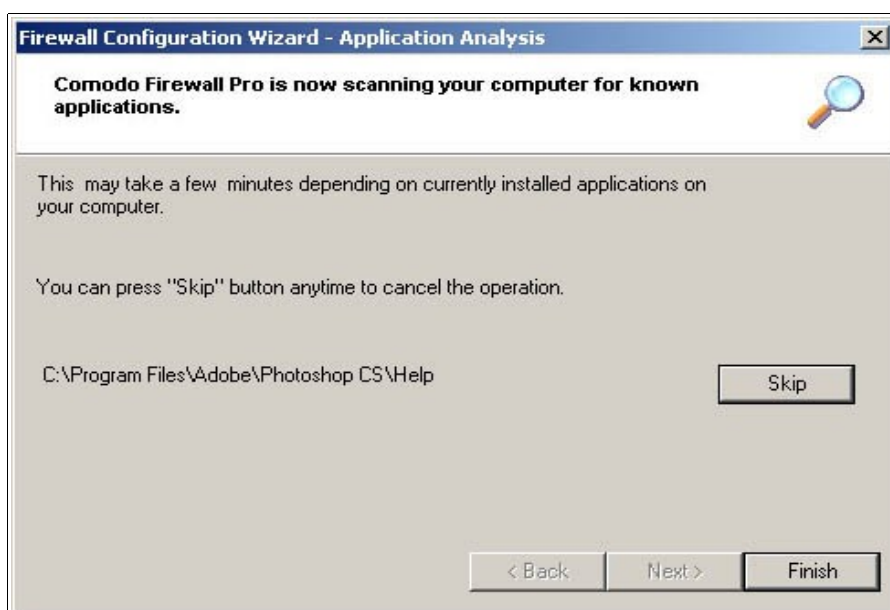 Firewall Configuration Wizard - Application Analysis
Comodo Firewall Pro is now scanning your computer for known
applications.
This may take a few minutes depending on currently installed applications on
your computer.
You can press "Skip" button anytime to cancel the operation.
C:\Program Files\Adobe\Photoshop CS\Help
Skip
< Back
Next >
Finish